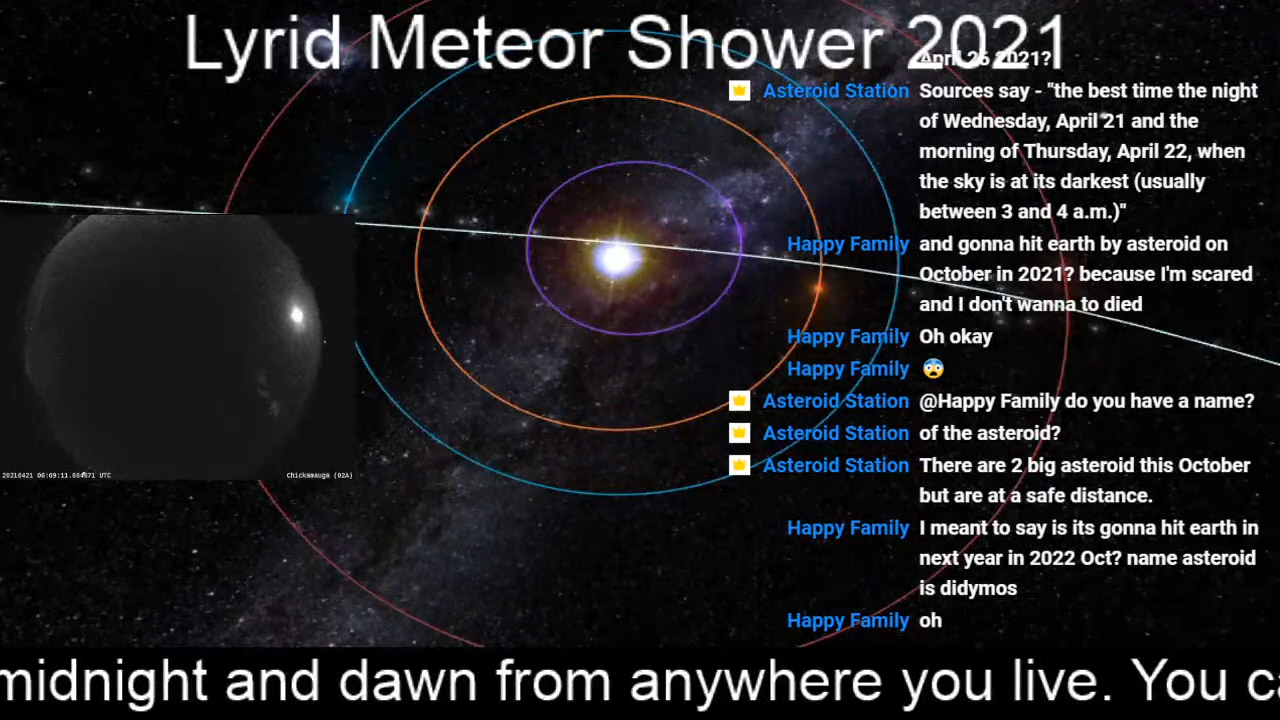 Lyrid Meteor Shower 2021
April 26 2021?
Asteroid Station Sources say - "the best time the night
of Wednesday, April 21 and the
morning of Thursday, April 22, when
the sky is at its darkest (usually
between 3 and 4 a.m.)"
Happy Family and gonna hit earth by asteroid on
October in 2021? because I'm scared
and I don't wanna to died
Happy Family Oh okay
Happy Family 😨
Asteroid Station @Happy Family do you have a name?
Asteroid Station of the asteroid?
Asteroid Station There are 2 big asteroid this October
but are at a safe distance.
20210421 06:09:11 UTC Chickamauga (02A)
Happy Family I meant to say is its gonna hit earth in
next year in 2022 Oct? name asteroid
is didymos
Happy Family oh
midnight and dawn from anywhere you live. You ca